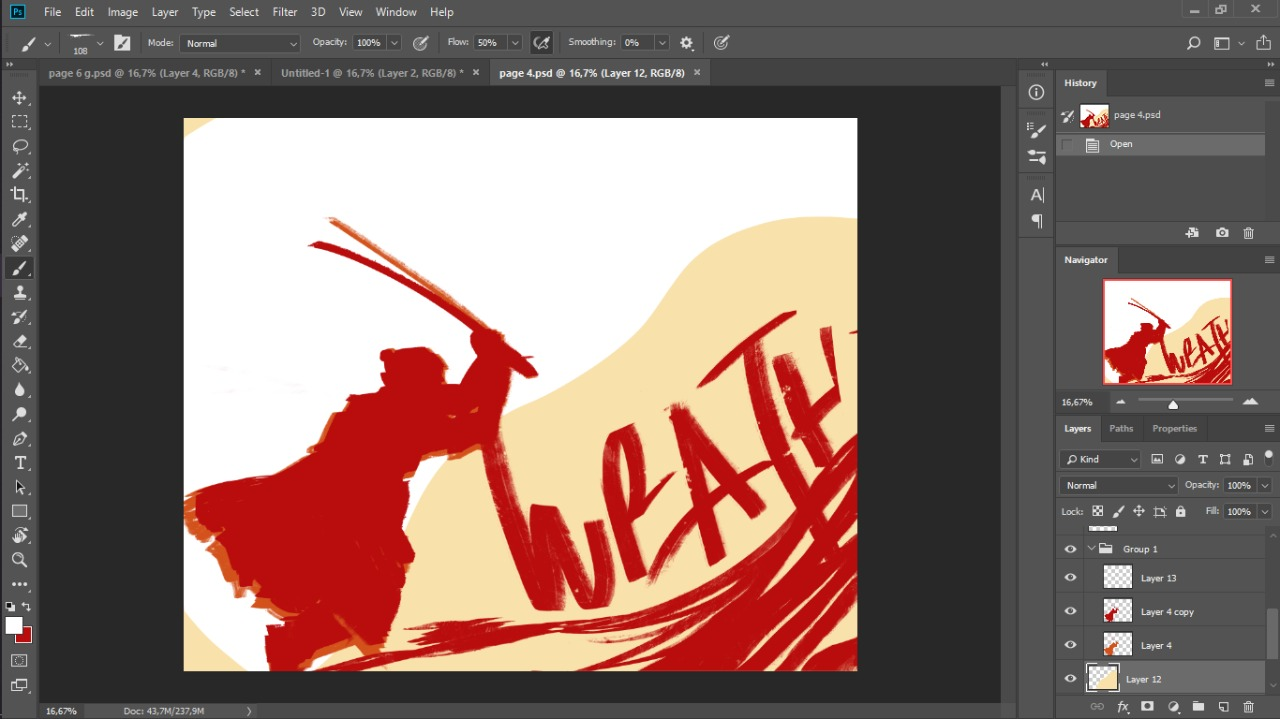 Ps File Edit Image Layer Type Select Filter 3D View Window Help
108 Mode: Normal Opacity: 100% Flow: 50% Smoothing: 0%
page 6 g.psd @ 16,7% (Layer 4, RGB/8) * × Untitled-1 @ 16,7% (Layer 2, RGB/8) * × page 4.psd @ 16,7% (Layer 12, RGB/8) ×
History
page 4.psd
Open
Navigator
WRATH
16,67%
Layers Paths Properties
Kind
Normal Opacity: 100%
Lock: Fill: 100%
Group 1
Layer 13
Layer 4 copy
Layer 4
Layer 12
16,67% Doc: 43,7M/237,9M